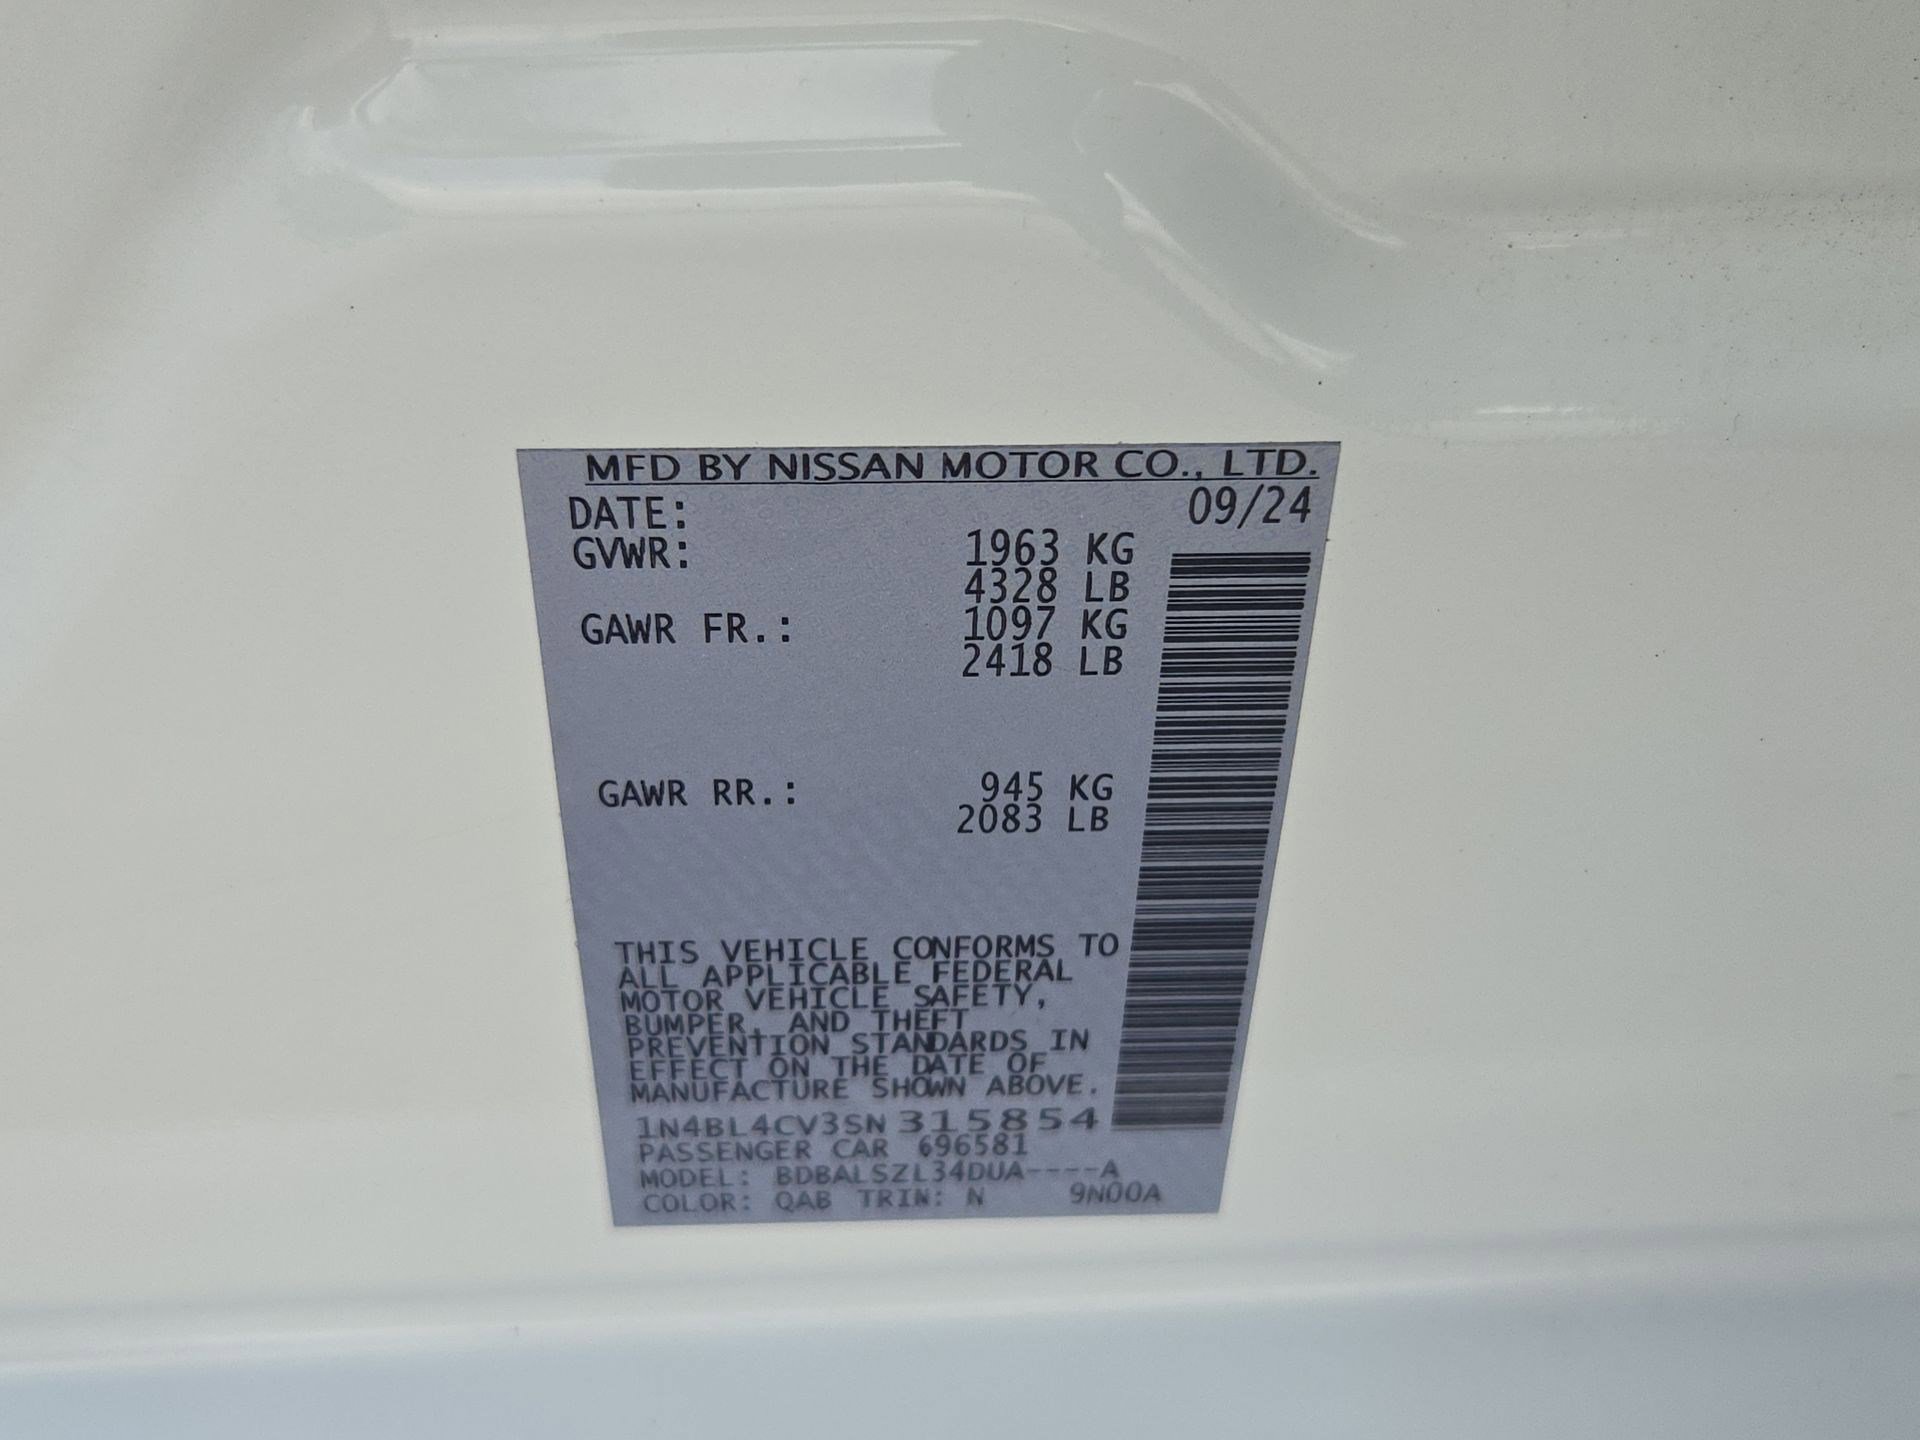 MFD BY NISSAN MOTOR CO., LTD.
DATE: 09/24
GVWR: 1963 KG
4328 LB
GAWR FR.: 1097 KG
2418 LB
GAWR RR.: 945 KG
2083 LB
THIS VEHICLE CONFORMS TO
ALL APPLICABLE FEDERAL
MOTOR VEHICLE SAFETY,
BUMPER, AND THEFT
PREVENTION STANDARDS IN
EFFECT ON THE DATE OF
MANUFACTURE SHOWN ABOVE.
1N4BL4CV3SN315854
PASSENGER CAR 696581
MODEL: BDBALSZL34DUA----A
COLOR: QAB TRIM: N 9N00A